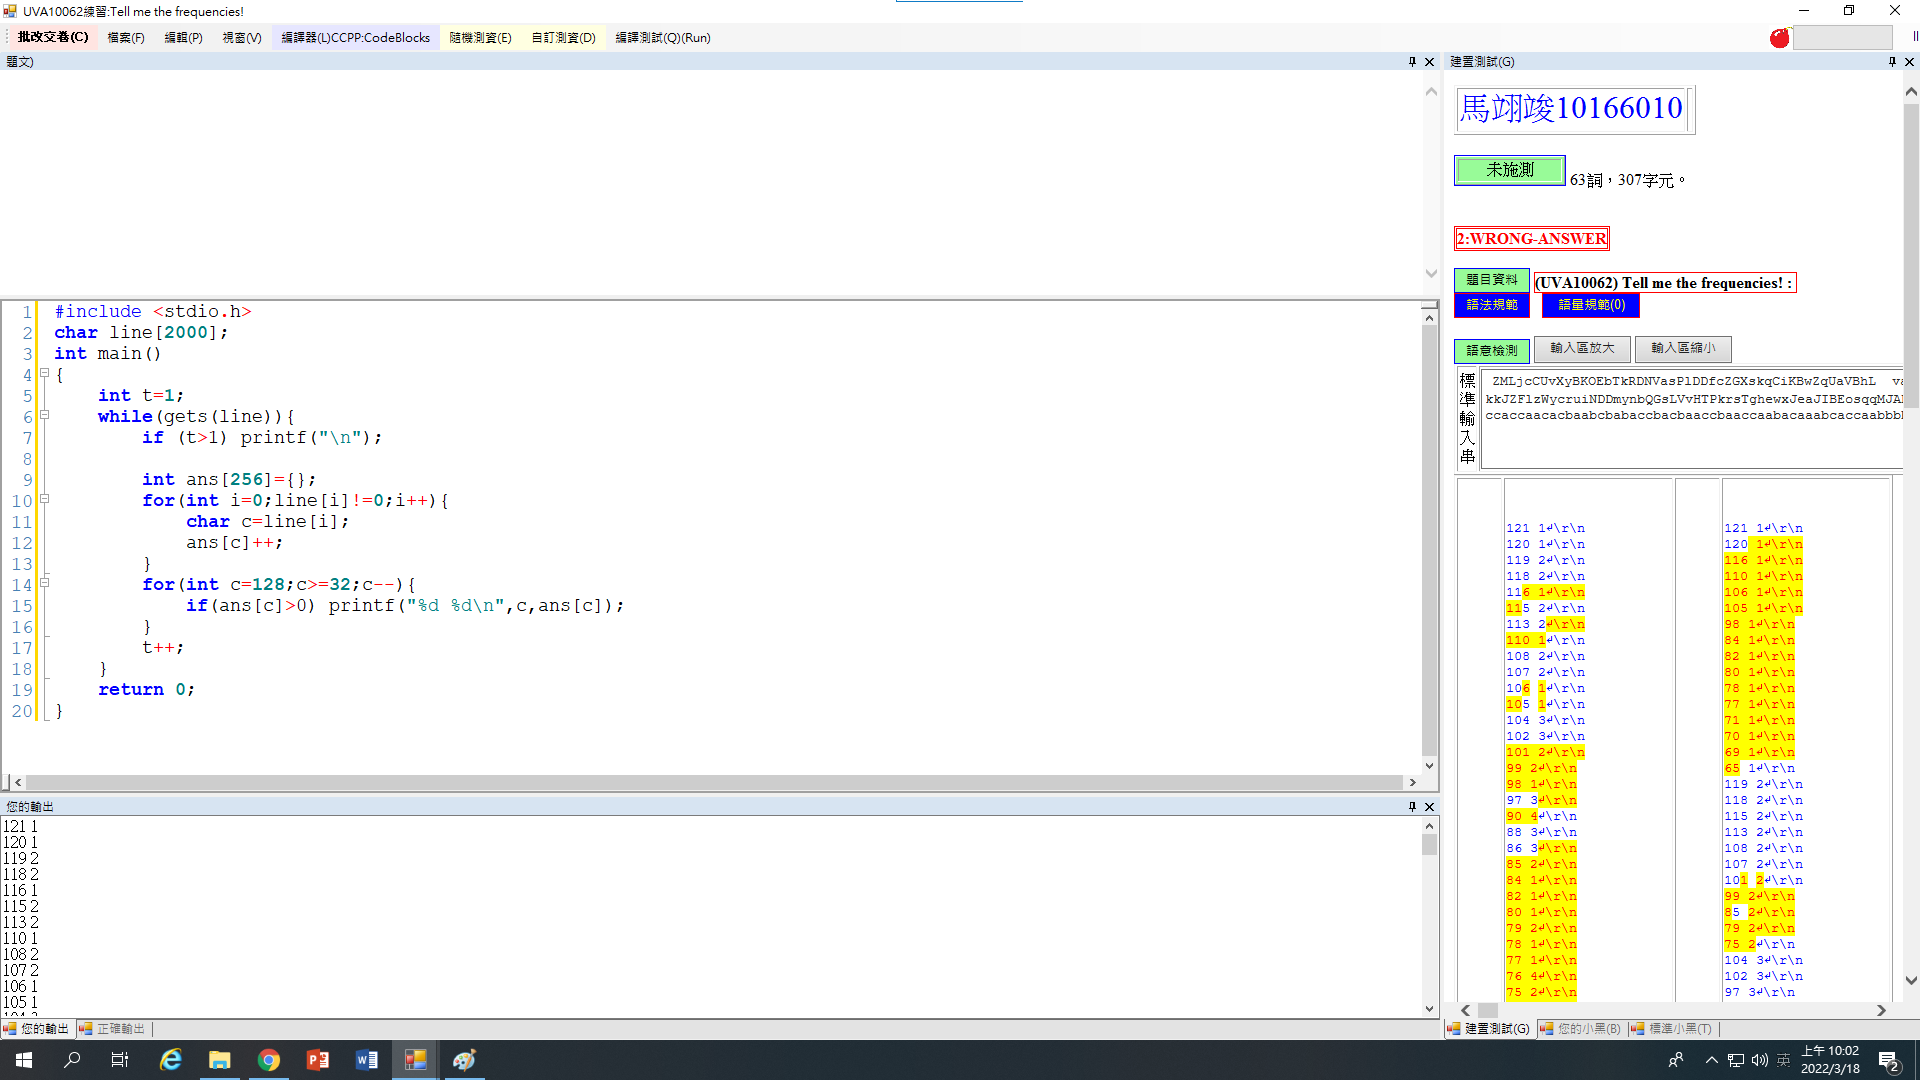 UVA10062練習:Tell me the frequencies!
批改交卷(C) 檔案(F) 編輯(P) 視窗(V) 編譯器(L)CCPP:CodeBlocks 隨機測資(E) 自訂測資(D) 編譯測試(Q)(Run)
題文)
1 #include <stdio.h>
2 char line[2000];
3 int main()
4 {
5 int t=1;
6 while(gets(line)){
7 if (t>1) printf("\n");
8
9 int ans[256]={};
10 for(int i=0;line[i]!=0;i++){
11 char c=line[i];
12 ans[c]++;
13 }
14 for(int c=128;c>=32;c--){
15 if(ans[c]>0) printf("%d %d\n",c,ans[c]);
16 }
17 t++;
18 }
19 return 0;
20 }
您的輸出
121 1
120 1
119 2
118 2
116 1
115 2
113 2
110 1
108 2
107 2
106 1
105 1
您的輸出 正確輸出
建置測試(G)
馬翊竣10166010
未施測 63詞，307字元。
2:WRONG-ANSWER
題目資料 (UVA10062) Tell me the frequencies! :
語法規範 語量規範(0)
語意檢測 輸入區放大 輸入區縮小
標準輸入串
ZMLjcCUvXyBKOEbTkRDNVasPlDDfcZGXskqCiKBwZqUaVBhL va
kkJZFlzWycruiNDDmynbQGsLVvHTPkrsTghewxJeaJIBEosqqMJA
ccaccaacacbaabcbabaccbacbaaccbaaccaabacaaabcaccaabbb
121 1↲\r\n
120 1↲\r\n
119 2↲\r\n
118 2↲\r\n
116 1↲\r\n
115 2↲\r\n
113 2↲\r\n
110 1↲\r\n
108 2↲\r\n
107 2↲\r\n
106 1↲\r\n
105 1↲\r\n
104 3↲\r\n
102 3↲\r\n
101 2↲\r\n
99 2↲\r\n
98 1↲\r\n
97 3↲\r\n
90 4↲\r\n
88 3↲\r\n
86 3↲\r\n
85 2↲\r\n
84 1↲\r\n
82 1↲\r\n
80 1↲\r\n
79 2↲\r\n
78 1↲\r\n
77 1↲\r\n
76 4↲\r\n
75 2↲\r\n
121 1↲\r\n
120 1↲\r\n
116 1↲\r\n
110 1↲\r\n
106 1↲\r\n
105 1↲\r\n
98 1↲\r\n
84 1↲\r\n
82 1↲\r\n
80 1↲\r\n
78 1↲\r\n
77 1↲\r\n
71 1↲\r\n
70 1↲\r\n
69 1↲\r\n
65 1↲\r\n
119 2↲\r\n
118 2↲\r\n
115 2↲\r\n
113 2↲\r\n
108 2↲\r\n
107 2↲\r\n
101 2↲\r\n
99 2↲\r\n
85 2↲\r\n
79 2↲\r\n
75 2↲\r\n
104 3↲\r\n
102 3↲\r\n
97 3↲\r\n
建置測試(G) 您的小黑(B) 標準小黑(T)
英
上午 10:02
2022/3/18
2